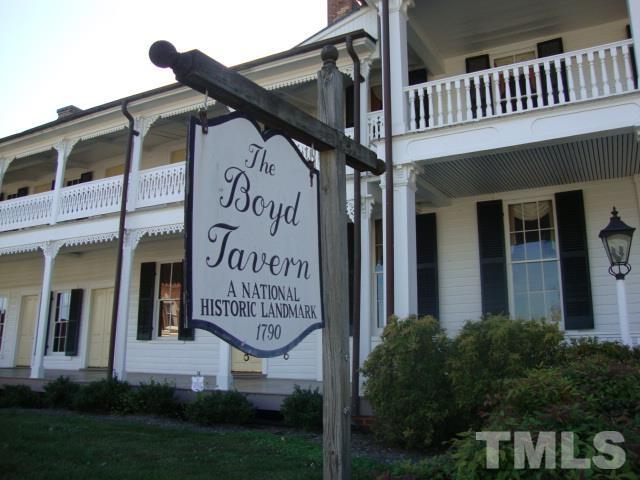 The
Boyd
Tavern
A NATIONAL
HISTORIC LANDMARK
1790
TMLS